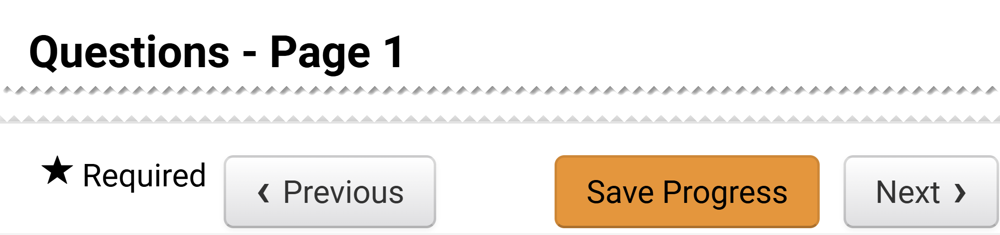 Questions - Page 1
★ Required ‹ Previous Save Progress Next ›